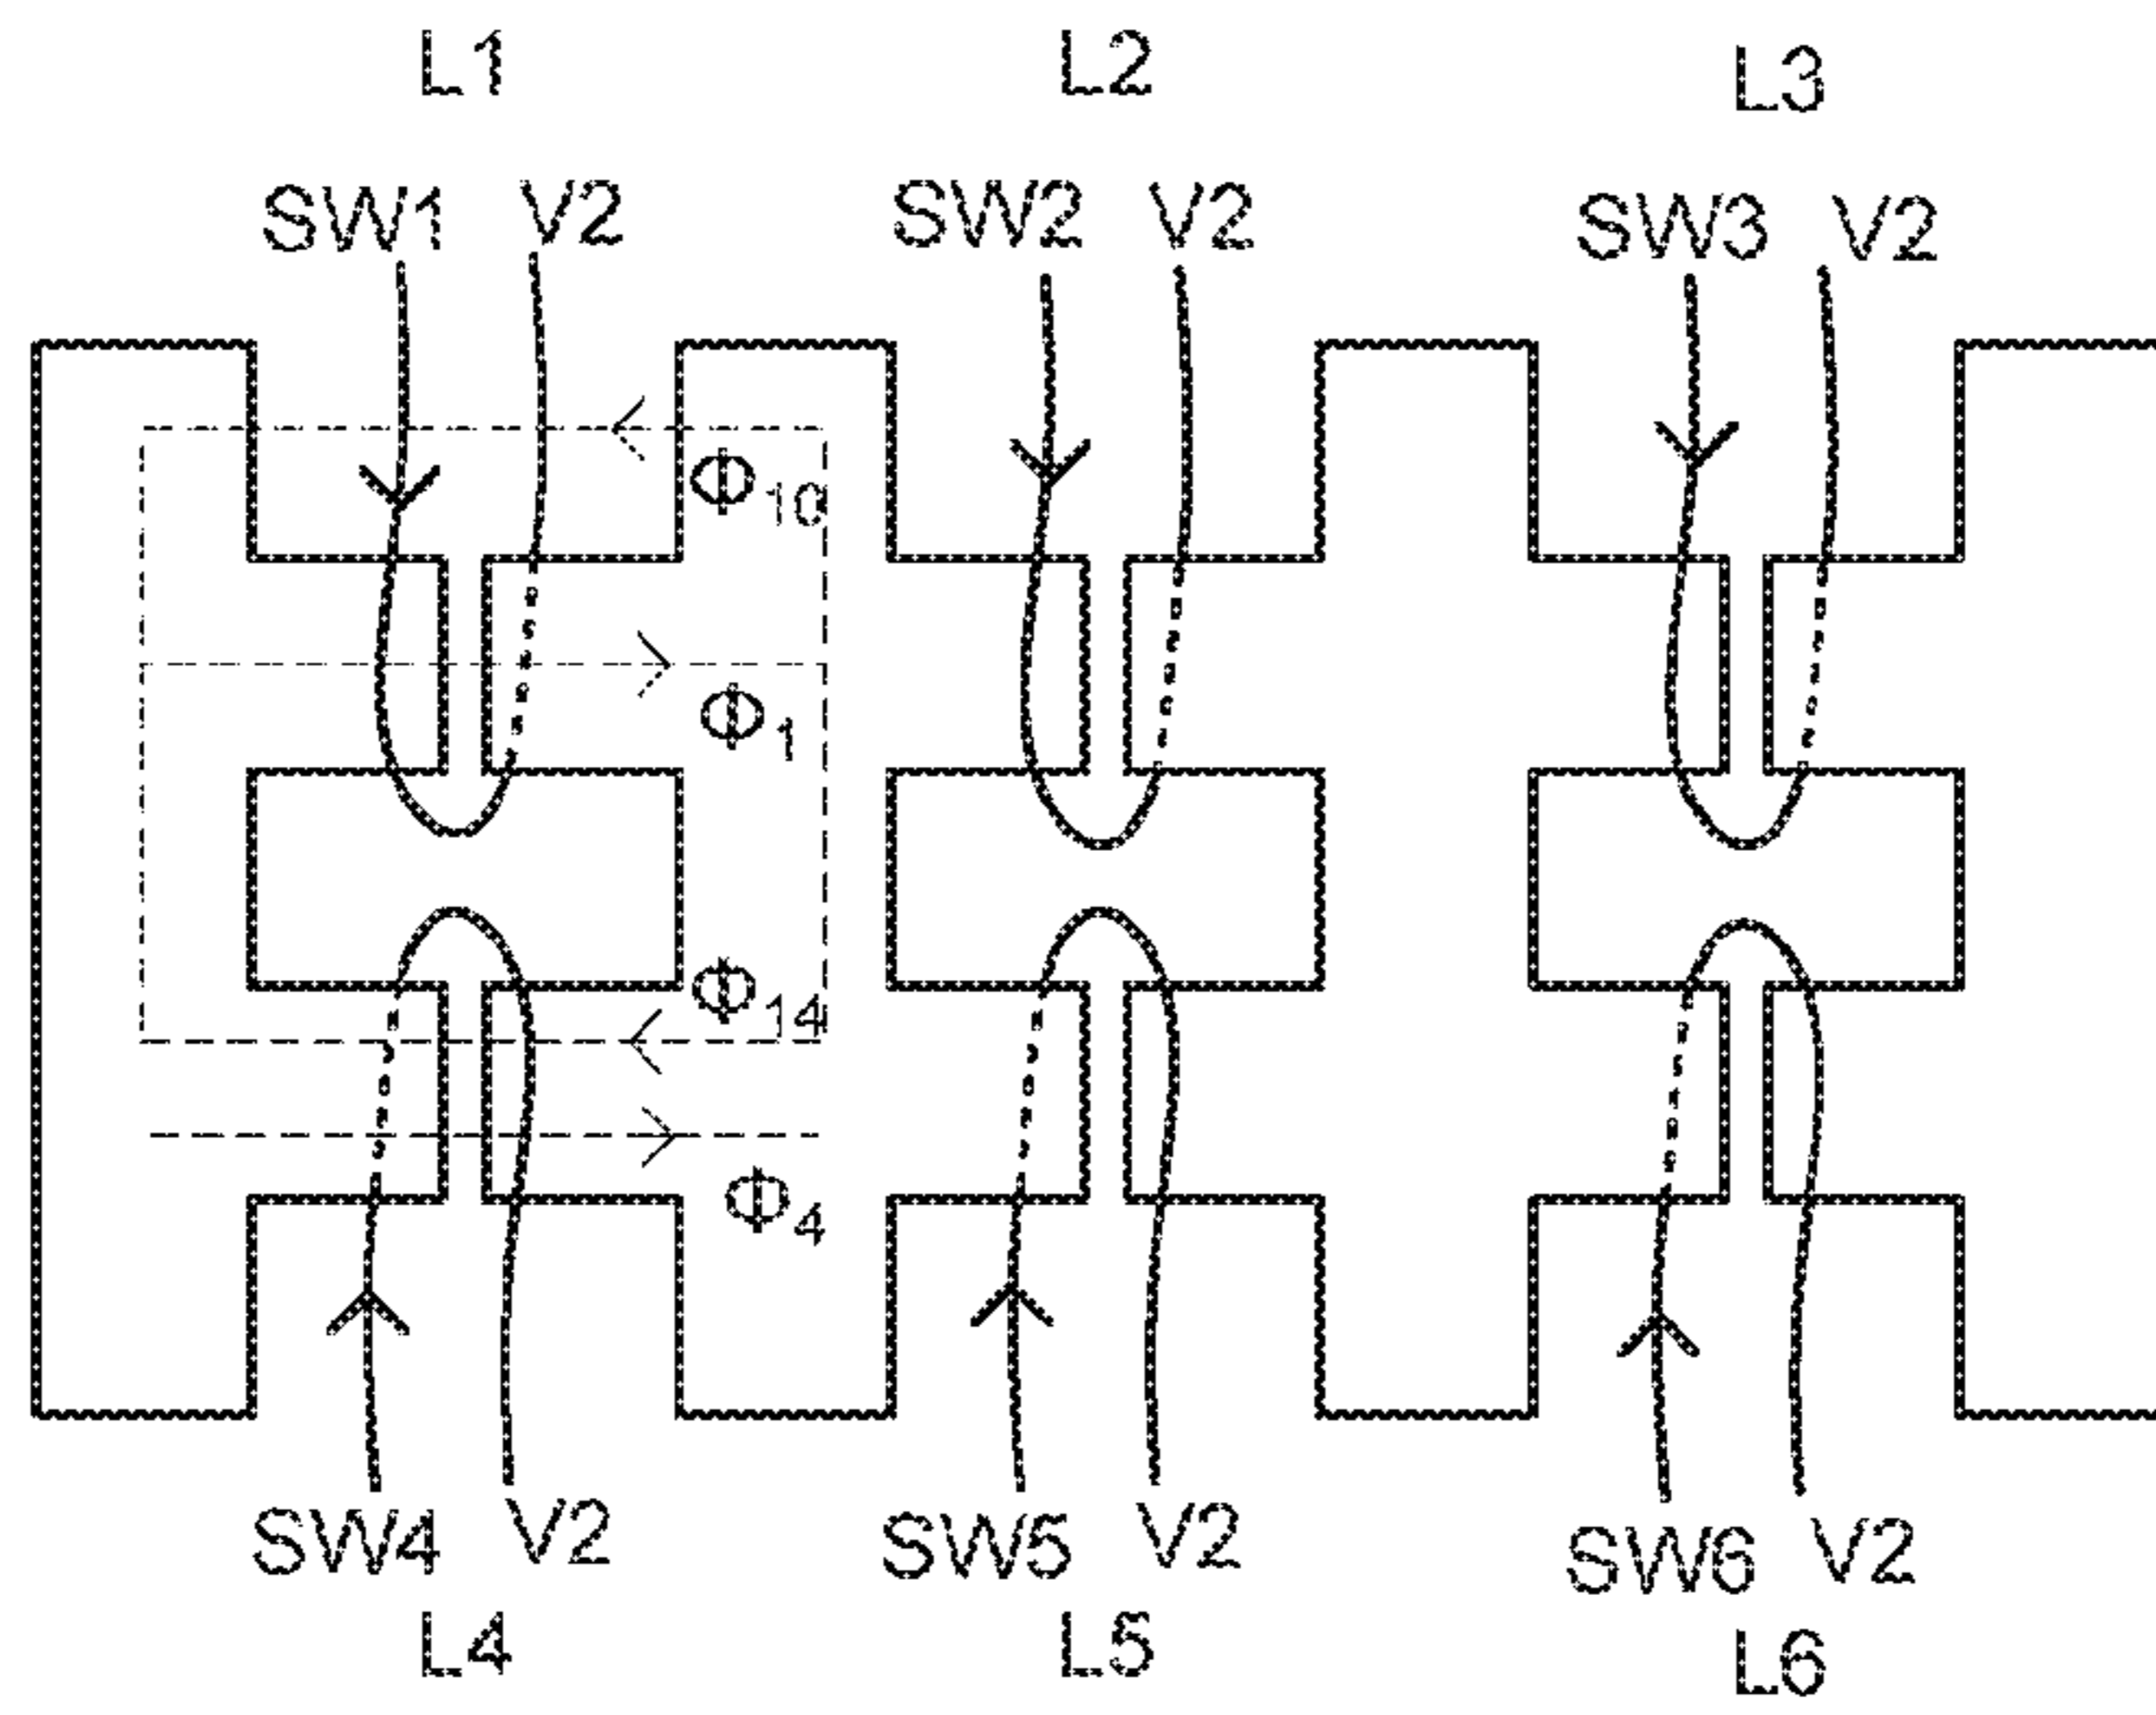 L1 L2 L3
SW1 V2 SW2 V2 SW3 V2
Φ10
Φ1
Φ14
Φ4
SW4 V2 SW5 V2 SW6 V2
L4 L5 L6